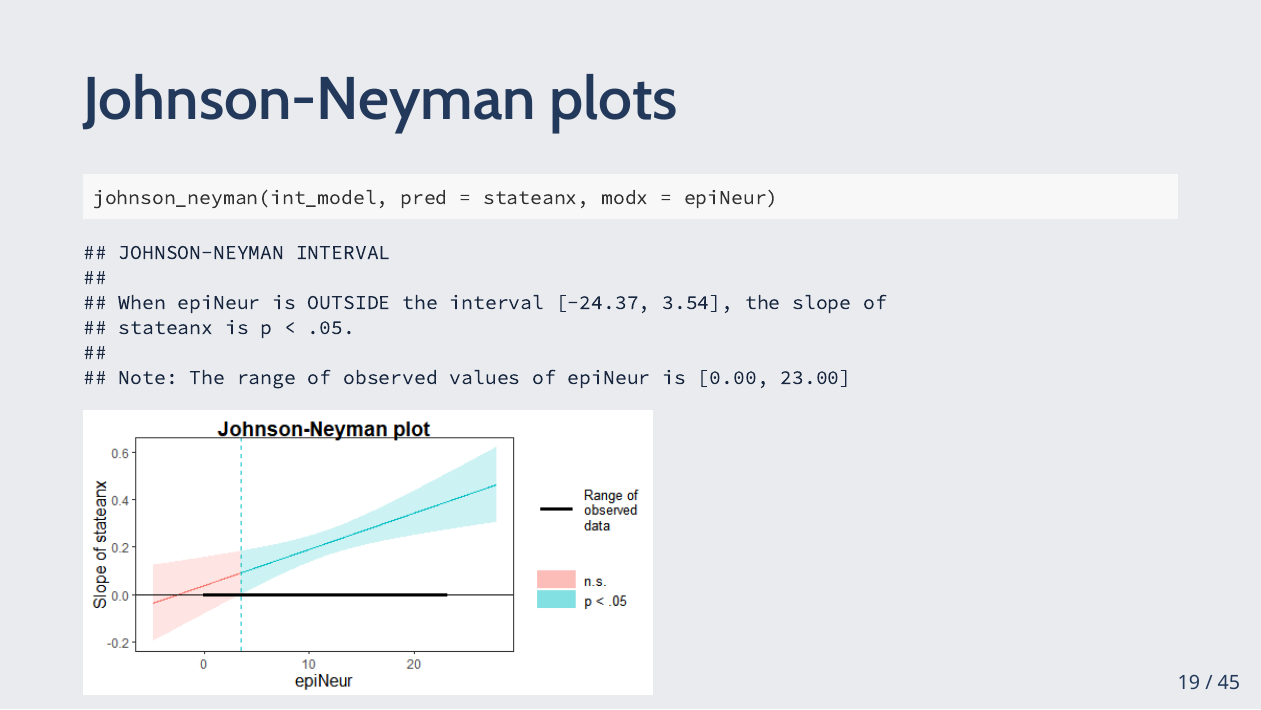 Johnson-Neyman plots
johnson_neyman(int_model, pred = stateanx, modx = epiNeur)
## JOHNSON-NEYMAN INTERVAL
##
## When epiNeur is OUTSIDE the interval [-24.37, 3.54], the slope of
## stateanx is p < .05.
##
## Note: The range of observed values of epiNeur is [0.00, 23.00]
Johnson-Neyman plot
Slope of stateanx
0.6
0.4
0.2
0.0
-0.2
0 10 20
epiNeur
Range of
observed
data
n.s.
p < .05
19 / 45